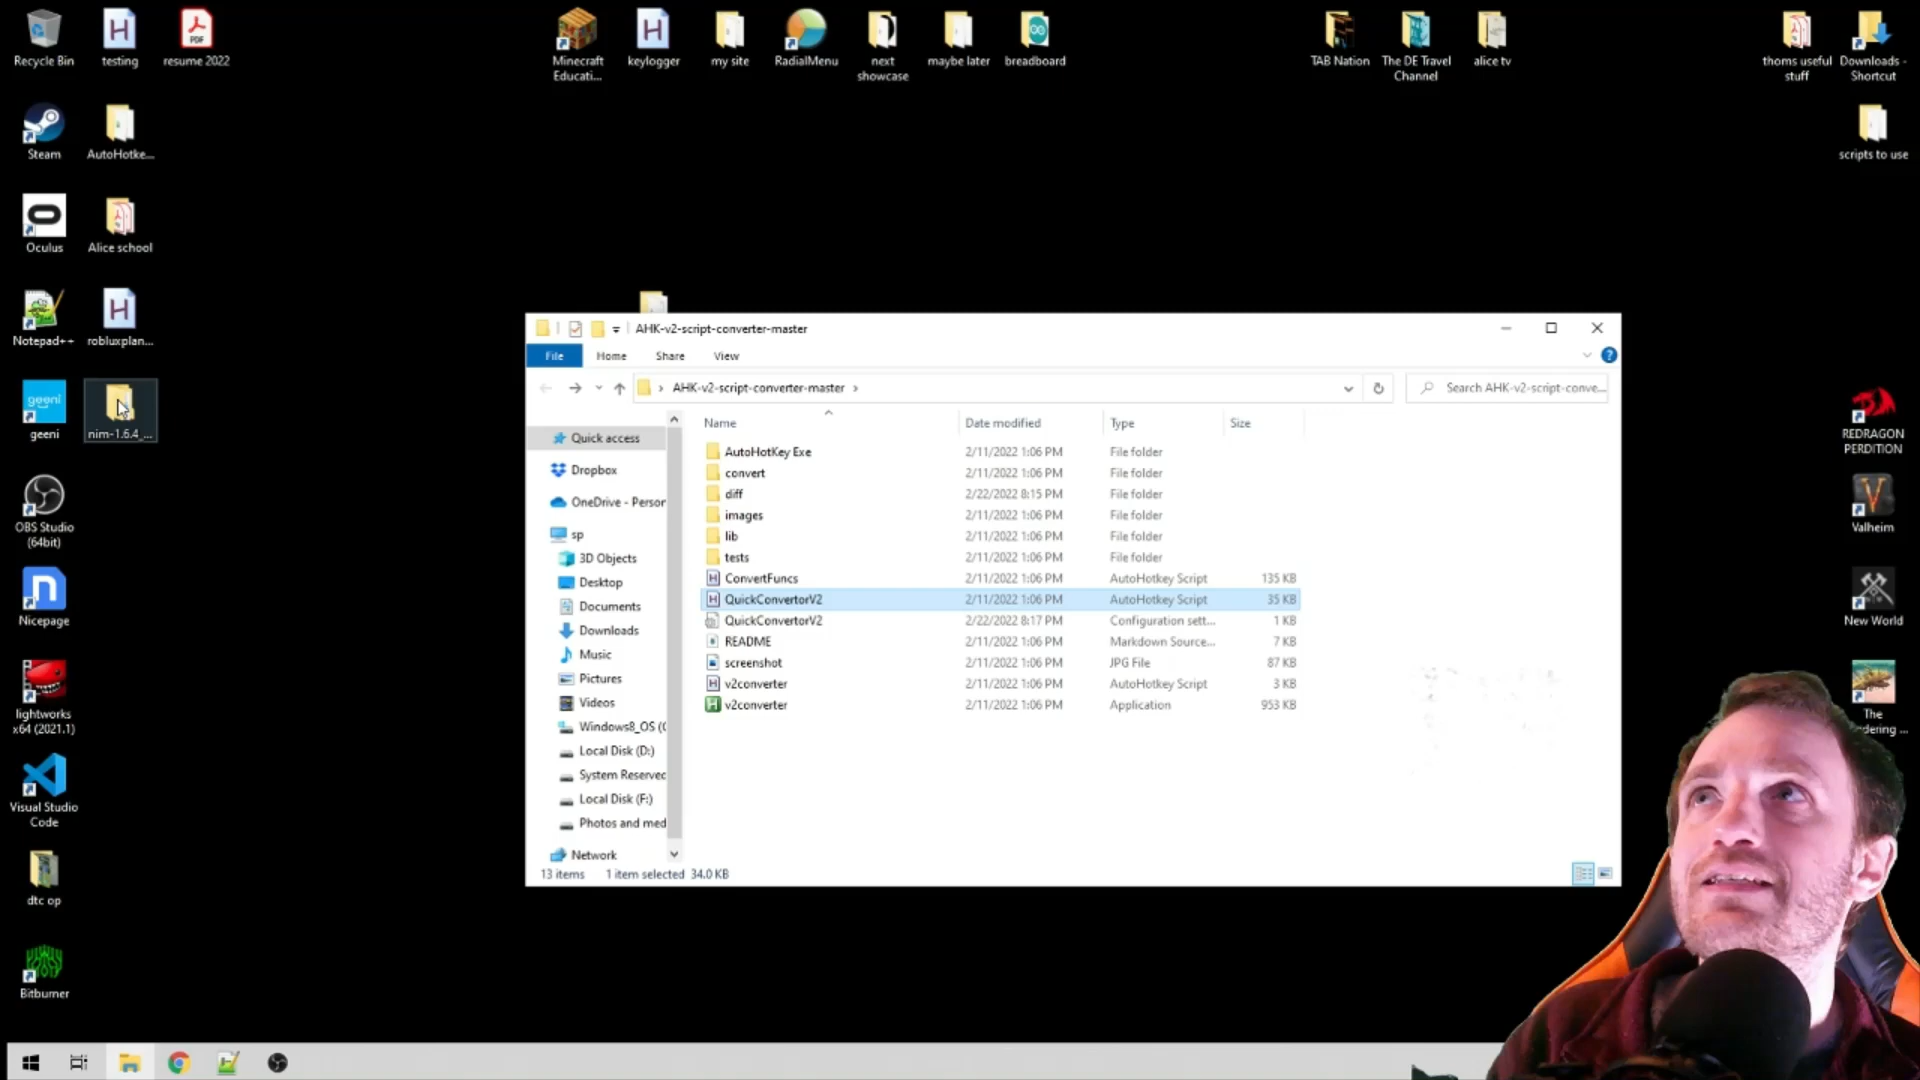 Recycle Bin
testing
resume 2022
Minecraft
Educati...
keylogger
my site
RadialMenu
next
showcase
maybe later
breadboard
TAB Nation
The DE Travel
Channel
alice tv
thoms useful
stuff
Downloads -
Shortcut
Steam
AutoHotke...
scripts to use
Oculus
Alice school
Notepad++
robluxplan...
geeni
geeni
nim-1.6.4_...
OBS Studio
(64bit)
Nicepage
lightworks
x64 (2021.1)
Visual Studio
Code
dtc op
Bitburner
REDRAGON
PERDITION
Valheim
New World
The
...dering ...
AHK-v2-script-converter-master
File Home Share View
AHK-v2-script-converter-master
Search AHK-v2-script-conve...
Name Date modified Type Size
Quick access
Dropbox
OneDrive - Person
sp
3D Objects
Desktop
Documents
Downloads
Music
Pictures
Videos
Windows8_OS (C
Local Disk (D:)
System Reserved
Local Disk (F:)
Photos and med
Network
AutoHotKey Exe 2/11/2022 1:06 PM File folder
convert 2/11/2022 1:06 PM File folder
diff 2/22/2022 8:15 PM File folder
images 2/11/2022 1:06 PM File folder
lib 2/11/2022 1:06 PM File folder
tests 2/11/2022 1:06 PM File folder
ConvertFuncs 2/11/2022 1:06 PM AutoHotkey Script 135 KB
QuickConvertorV2 2/11/2022 1:06 PM AutoHotkey Script 35 KB
QuickConvertorV2 2/22/2022 8:17 PM Configuration sett... 1 KB
README 2/11/2022 1:06 PM Markdown Source... 7 KB
screenshot 2/11/2022 1:06 PM JPG File 87 KB
v2converter 2/11/2022 1:06 PM AutoHotkey Script 3 KB
v2converter 2/11/2022 1:06 PM Application 953 KB
13 items 1 item selected 34.0 KB